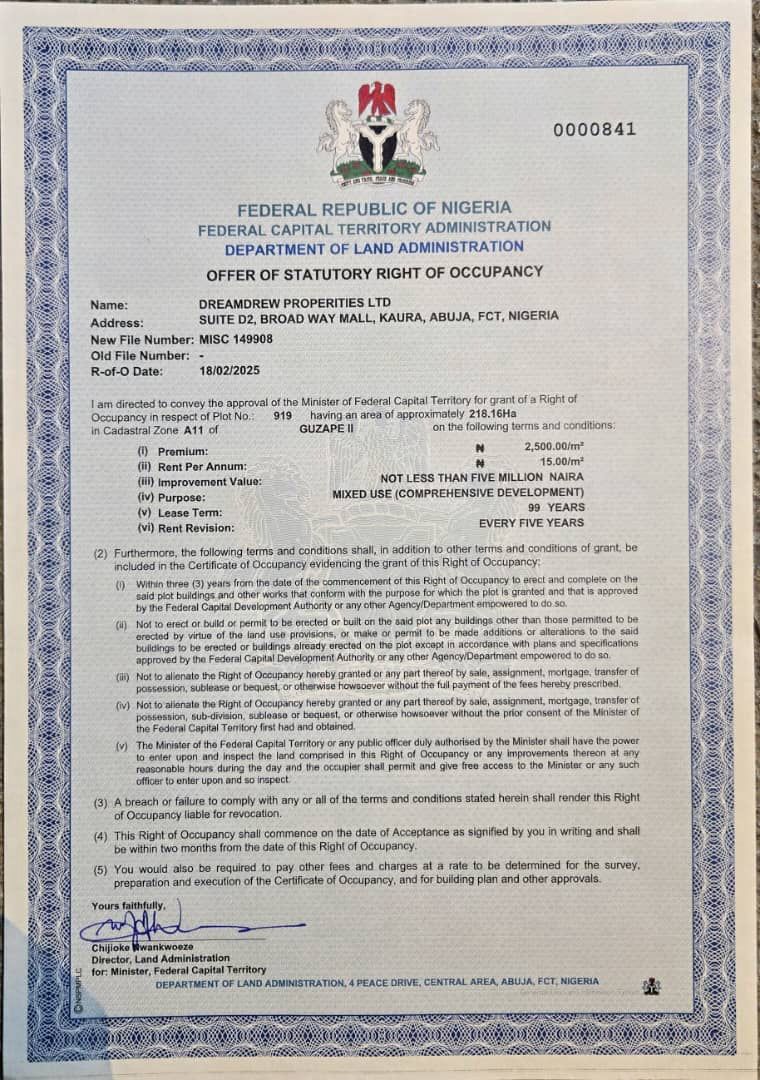 0000841
FEDERAL REPUBLIC OF NIGERIA
FEDERAL CAPITAL TERRITORY ADMINISTRATION
DEPARTMENT OF LAND ADMINISTRATION
OFFER OF STATUTORY RIGHT OF OCCUPANCY
Name: DREAMDREW PROPERITIES LTD
Address: SUITE D2, BROAD WAY MALL, KAURA, ABUJA, FCT, NIGERIA
New File Number: MISC 149908
Old File Number: -
R-of-O Date: 18/02/2025
I am directed to convey the approval of the Minister of Federal Capital Territory for grant of a Right of
Occupancy in respect of Plot No.: 919 having an area of approximately 218.16Ha
in Cadastral Zone A11 of GUZAPE II on the following terms and conditions:
(i) Premium: ₦ 2,500.00/m²
(ii) Rent Per Annum: ₦ 15.00/m²
(iii) Improvement Value: NOT LESS THAN FIVE MILLION NAIRA
(iv) Purpose: MIXED USE (COMPREHENSIVE DEVELOPMENT)
(v) Lease Term: 99 YEARS
(vi) Rent Revision: EVERY FIVE YEARS
(2) Furthermore, the following terms and conditions shall, in addition to other terms and conditions of grant, be
included in the Certificate of Occupancy evidencing the grant of this Right of Occupancy:
(i) Within three (3) years from the date of the commencement of this Right of Occupancy to erect and complete on the
said plot buildings and other works that conform with the purpose for which the plot is granted and that is approved
by the Federal Capital Development Authority or any other Agency/Department empowered to do so.
(ii) Not to erect or build or permit to be erected or built on the said plot any buildings other than those permitted to be
erected by virtue of the land use provisions, or make or permit to be made additions or alterations to the said
buildings to be erected or buildings already erected on the plot except in accordance with plans and specifications
approved by the Federal Capital Development Authority or any other Agency/Department empowered to do so.
(iii) Not to alienate the Right of Occupancy hereby granted or any part thereof by sale, assignment, mortgage, transfer of
possession, sublease or bequest, or otherwise howsoever without the full payment of the fees hereby prescribed.
(iv) Not to alienate the Right of Occupancy hereby granted or any part thereof by sale, assignment, mortgage, transfer of
possession, sub-division, sublease or bequest, or otherwise howsoever without the prior consent of the Minister of
the Federal Capital Territory first had and obtained.
(v) The Minister of the Federal Capital Territory or any public officer duly authorised by the Minister shall have the power
to enter upon and inspect the land comprised in this Right of Occupancy or any improvements thereon at any
reasonable hours during the day and the occupier shall permit and give free access to the Minister or any such
officer to enter upon and so inspect.
(3) A breach or failure to comply with any or all of the terms and conditions stated herein shall render this Right
of Occupancy liable for revocation.
(4) This Right of Occupancy shall commence on the date of Acceptance as signified by you in writing and shall
be within two months from the date of this Right of Occupancy.
(5) You would also be required to pay other fees and charges at a rate to be determined for the survey,
preparation and execution of the Certificate of Occupancy, and for building plan and other approvals.
Yours faithfully,
Chijioke Nwankwoeze
Director, Land Administration
for: Minister, Federal Capital Territory
DEPARTMENT OF LAND ADMINISTRATION, 4 PEACE DRIVE, CENTRAL AREA, ABUJA, FCT, NIGERIA
©NSPMPLC